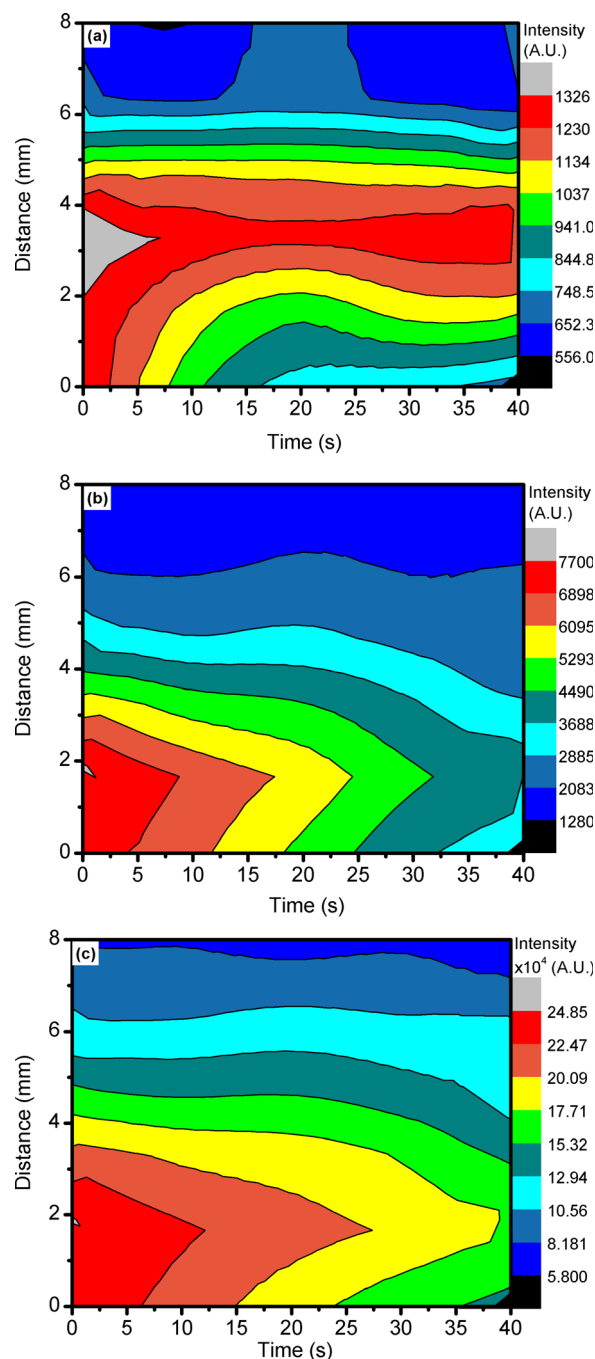 (a)
Intensity
(A.U.)
8
6
4
2
0
Distance (mm)
1326
1230
1134
1037
941.0
844.8
748.5
652.3
556.0
0 5 10 15 20 25 30 35 40
Time (s)
(b)
Intensity
(A.U.)
8
6
4
2
0
Distance (mm)
7700
6898
6095
5293
4490
3688
2885
2083
1280
0 5 10 15 20 25 30 35 40
Time (s)
(c)
Intensity
x10⁴ (A.U.)
8
6
4
2
0
Distance (mm)
24.85
22.47
20.09
17.71
15.32
12.94
10.56
8.181
5.800
0 5 10 15 20 25 30 35 40
Time (s)